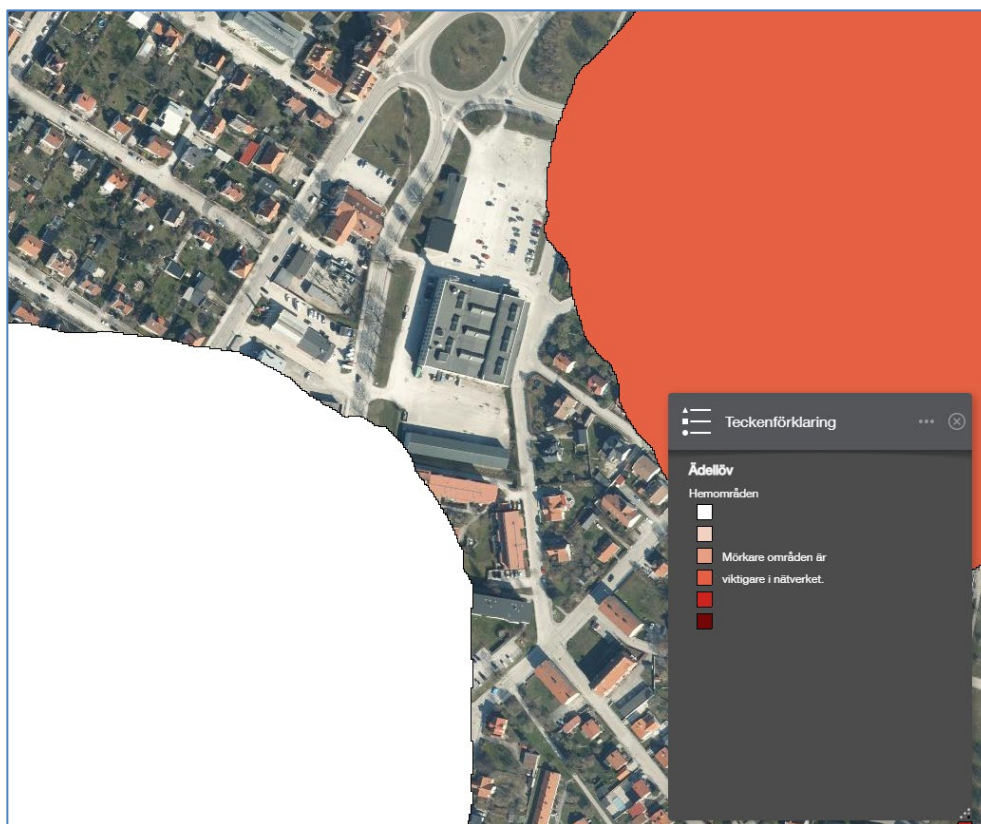 Teckenförklaring
Ädellöv
Hemområden
Mörkare områden är
viktigare i nätverket.